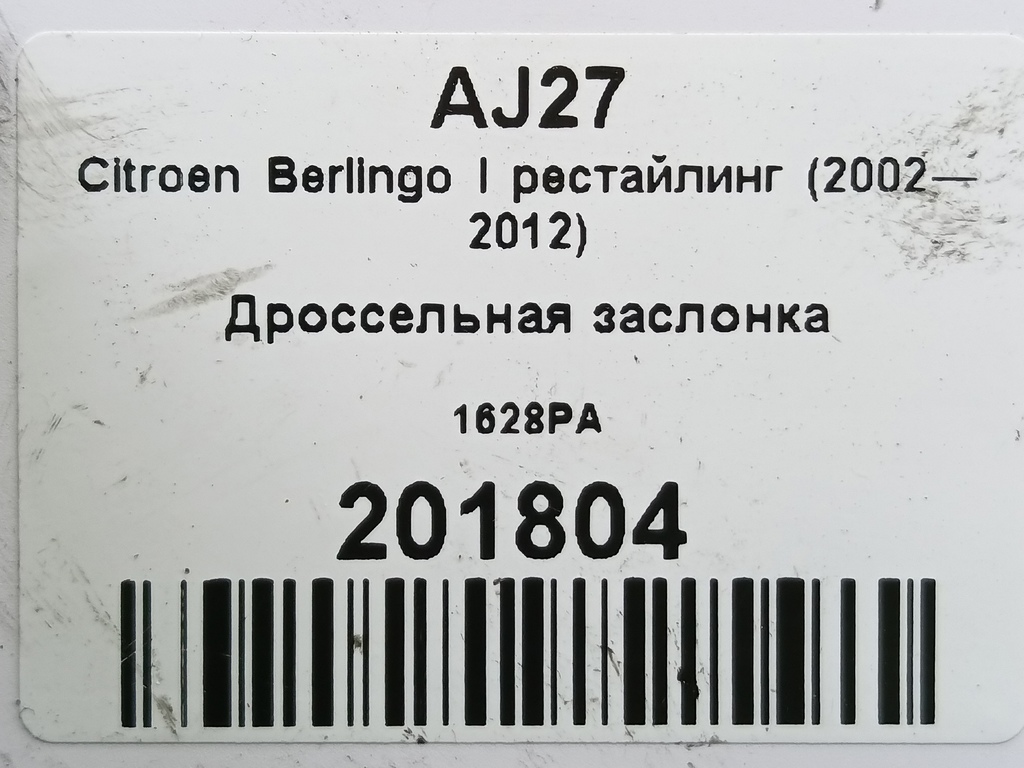 AJ27
Citroen Berlingo I рестайлинг (2002—
2012)
Дроссельная заслонка
1628PA
201804